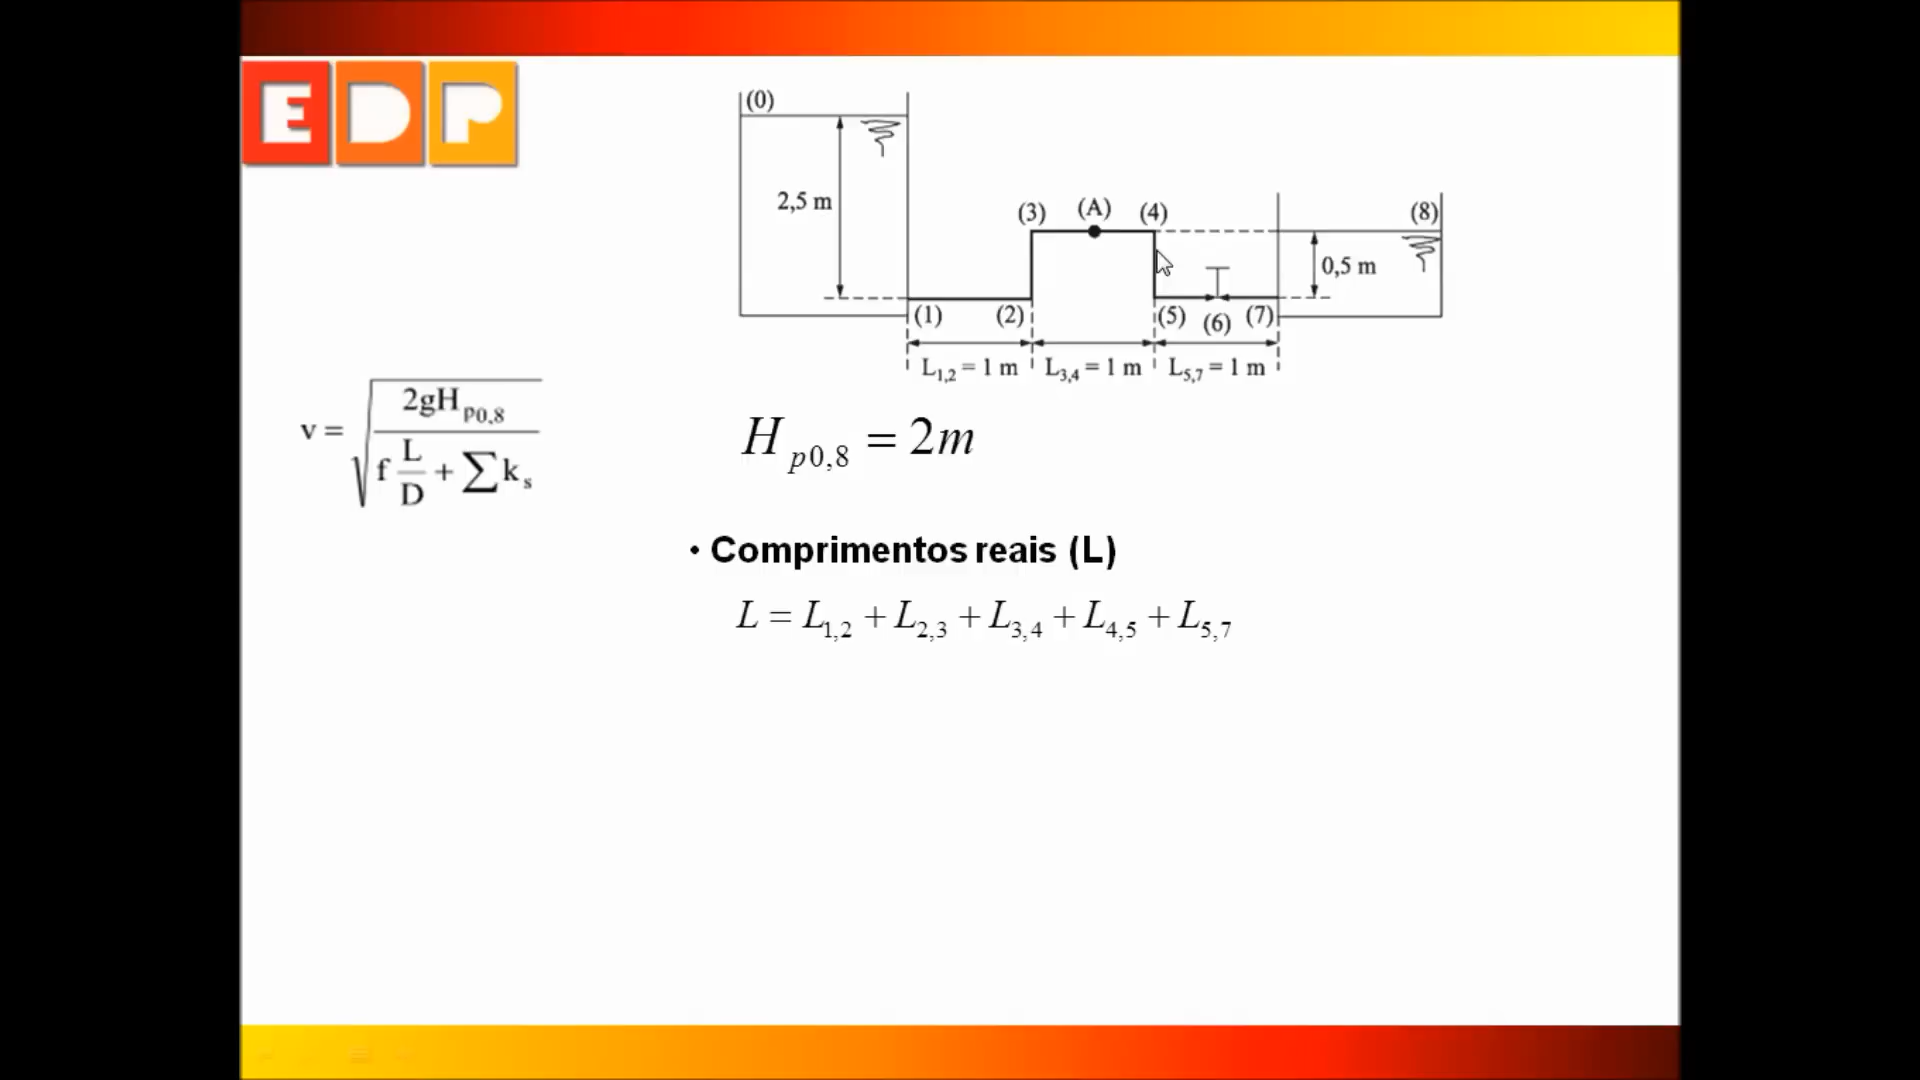 EDP
(0)
2,5 m
(3) (A) (4)
(8)
0,5 m
(1) (2) (5) (6) (7)
L1,2 = 1 m L3,4 = 1 m L5,7 = 1 m
v = √(2gHp0,8 / (f L/D + ∑ks))
Hp0,8 = 2m
• Comprimentos reais (L)
L = L1,2 + L2,3 + L3,4 + L4,5 + L5,7